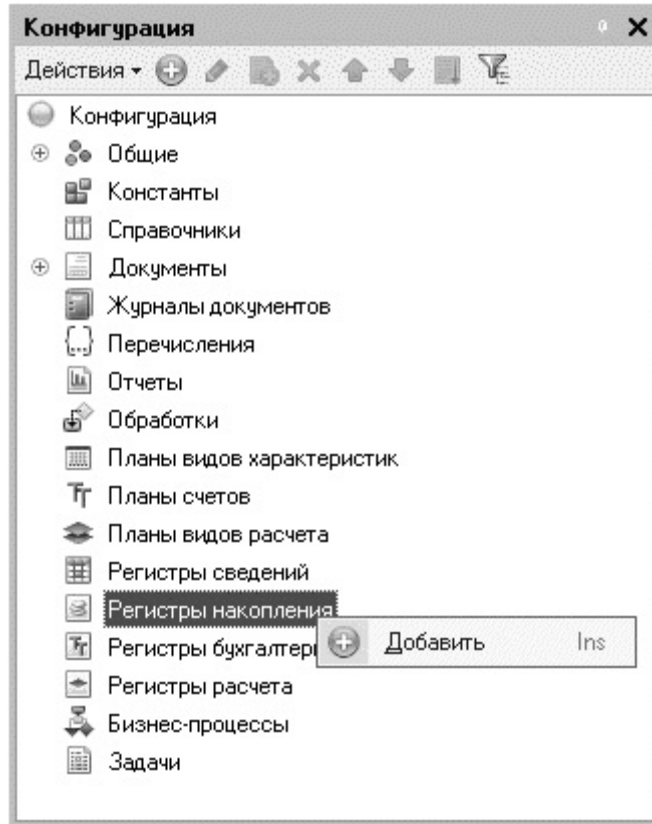 Конфигурация
Действия
Конфигурация
Общие
Константы
Справочники
Документы
Журналы документов
Перечисления
Отчеты
Обработки
Планы видов характеристик
Планы счетов
Планы видов расчета
Регистры сведений
Регистры накопления
Регистры бухгалтери Добавить Ins
Регистры расчета
Бизнес-процессы
Задачи